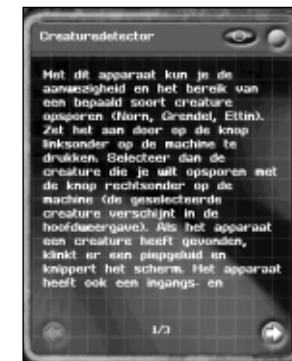 Creaturedetector
Met dit apparaat kun je de
aanwezigheid en het bereik van
een bepaald soort creature
opsporen (Norn, Grendel, Ettin).
Zet het aan door op de knop
linksonder op de machine te
drukken. Selecteer dan de
creature die je wilt opsporen met
de knop rechtsonder op de
machine (de geselecteerde
creature verschijnt in de
hoofdweergave). Als het apparaat
een creature heeft gevonden,
klinkt er een piepgeluid en
knippert het scherm. Het apparaat
heeft ook een ingangs- en
1/3